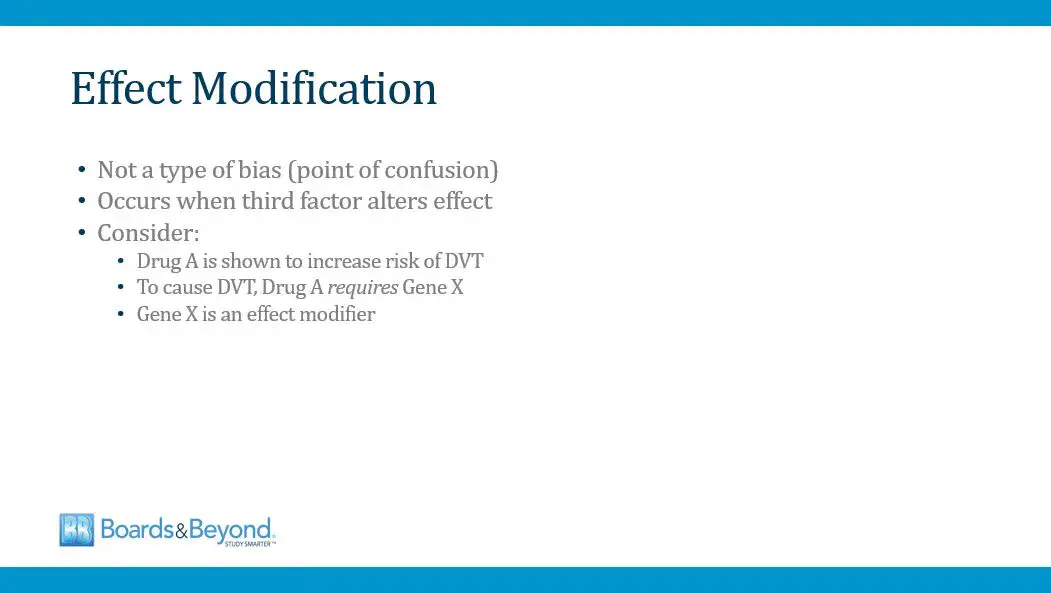 Effect Modification
• Not a type of bias (point of confusion)
• Occurs when third factor alters effect
• Consider:
• Drug A is shown to increase risk of DVT
• To cause DVT, Drug A requires Gene X
• Gene X is an effect modifier
BB Boards&Beyond.
STUDY SMARTER™